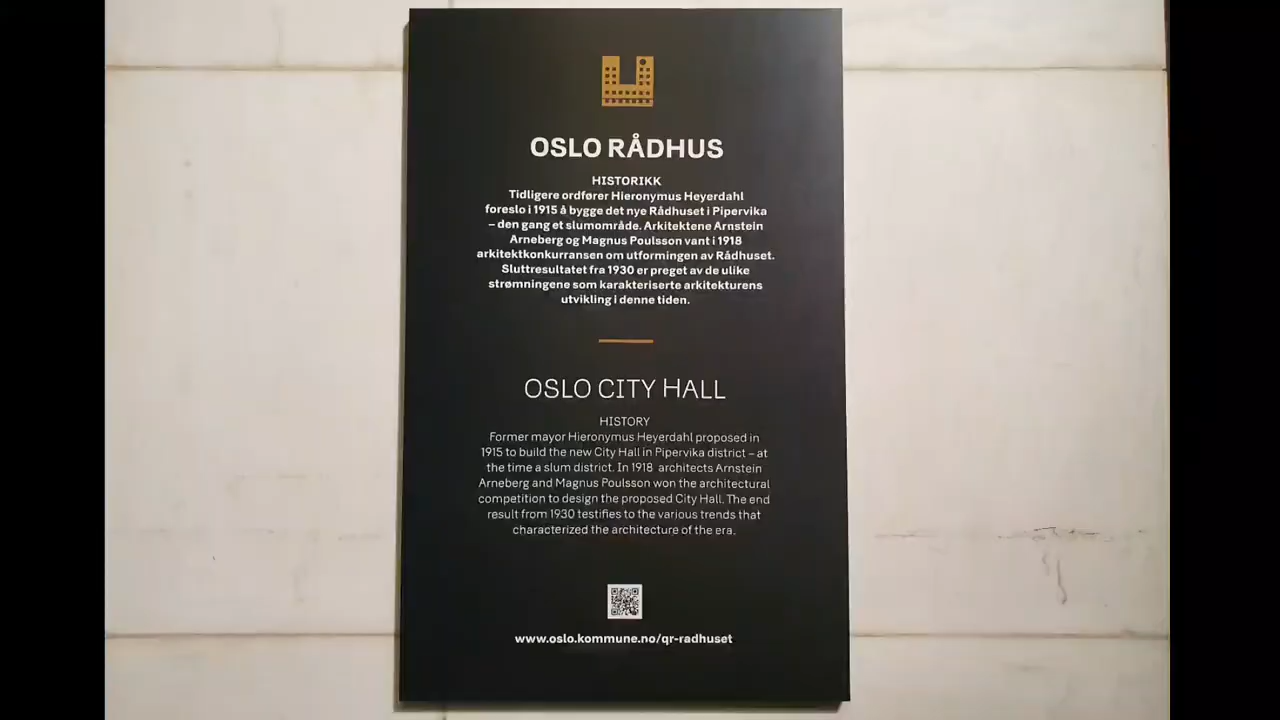 OSLO RÅDHUS
HISTORIKK
Tidligere ordfører Hieronymus Heyerdahl
foreslo i 1915 å bygge det nye Rådhuset i Pipervika
– den gang et slumområde. Arkitektene Arnstein
Arneberg og Magnus Poulsson vant i 1918
arkitektkonkurransen om utformingen av Rådhuset.
Sluttresultatet fra 1930 er preget av de ulike
strømningene som karakteriserte arkitekturens
utvikling i denne tiden.
OSLO CITY HALL
HISTORY
Former mayor Hieronymus Heyerdahl proposed in
1915 to build the new City Hall in Pipervika district – at
the time a slum district. In 1918 architects Arnstein
Arneberg and Magnus Poulsson won the architectural
competition to design the proposed City Hall. The end
result from 1930 testifies to the various trends that
characterized the architecture of the era.
www.oslo.kommune.no/qr-radhuset